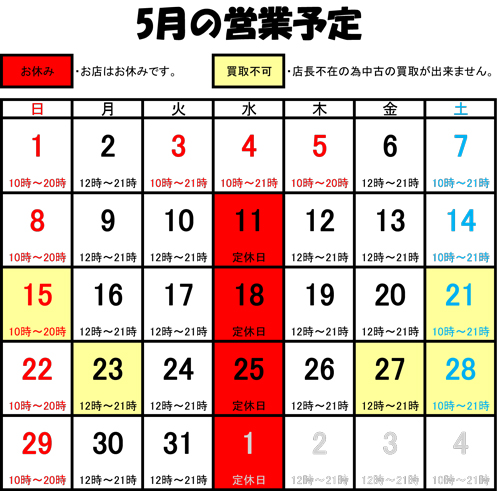 5月の営業予定
お休み ・お店はお休みです。 買取不可 ・店長不在の為中古の買取が出来ません。
日 月 火 水 木 金 土
1 2 3 4 5 6 7
10時～20時 12時～21時 10時～21時 10時～21時 10時～20時 12時～21時 10時～21時
8 9 10 11 12 13 14
10時～20時 12時～21時 12時～21時 定休日 12時～21時 12時～21時 10時～21時
15 16 17 18 19 20 21
10時～20時 12時～21時 12時～21時 定休日 12時～21時 12時～21時 10時～21時
22 23 24 25 26 27 28
10時～20時 12時～21時 12時～21時 定休日 12時～21時 12時～21時 10時～21時
29 30 31 1 2 3 4
10時～20時 12時～21時 12時～21時 定休日 12時～21時 12時～21時 10時～21時